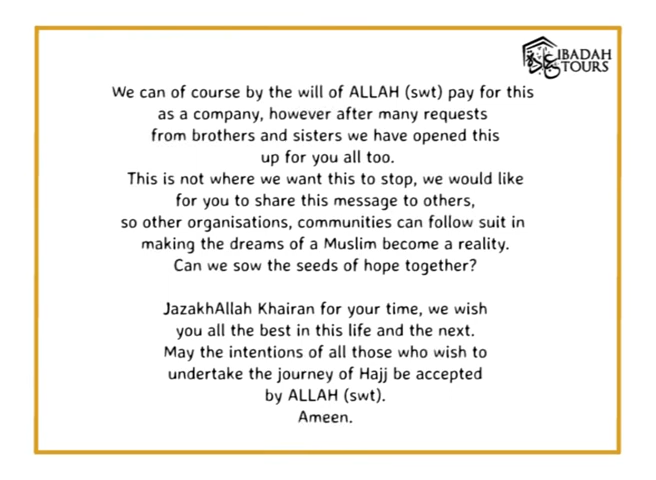 IBADAH
TOURS
We can of course by the will of ALLAH (swt) pay for this
as a company, however after many requests
from brothers and sisters we have opened this
up for you all too.
This is not where we want this to stop, we would like
for you to share this message to others,
so other organisations, communities can follow suit in
making the dreams of a Muslim become a reality.
Can we sow the seeds of hope together?
JazakhAllah Khairan for your time, we wish
you all the best in this life and the next.
May the intentions of all those who wish to
undertake the journey of Hajj be accepted
by ALLAH (swt).
Ameen.